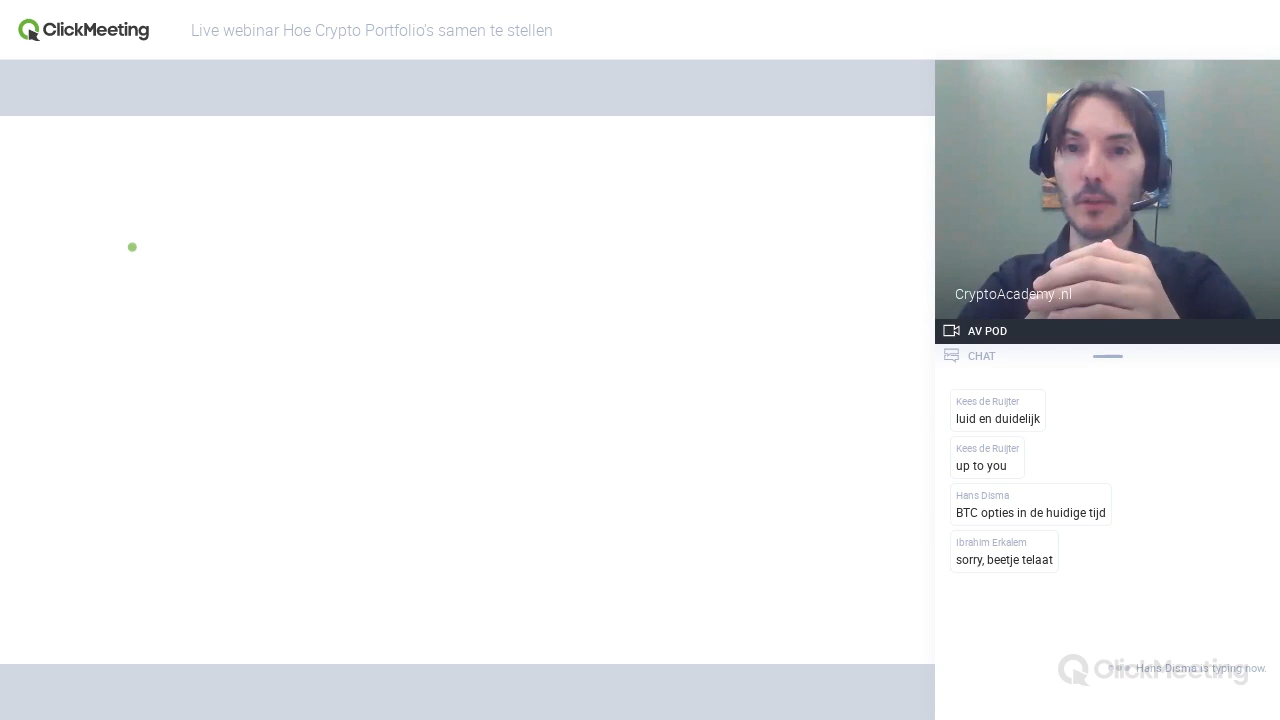 ClickMeeting
Live webinar Hoe Crypto Portfolio's samen te stellen
CryptoAcademy .nl
AV POD
CHAT
Kees de Ruijter
luid en duidelijk
Kees de Ruijter
up to you
Hans Disma
BTC opties in de huidige tijd
Ibrahim Erkalem
sorry, beetje telaat
ClickMeeting
Hans Disma is typing now.